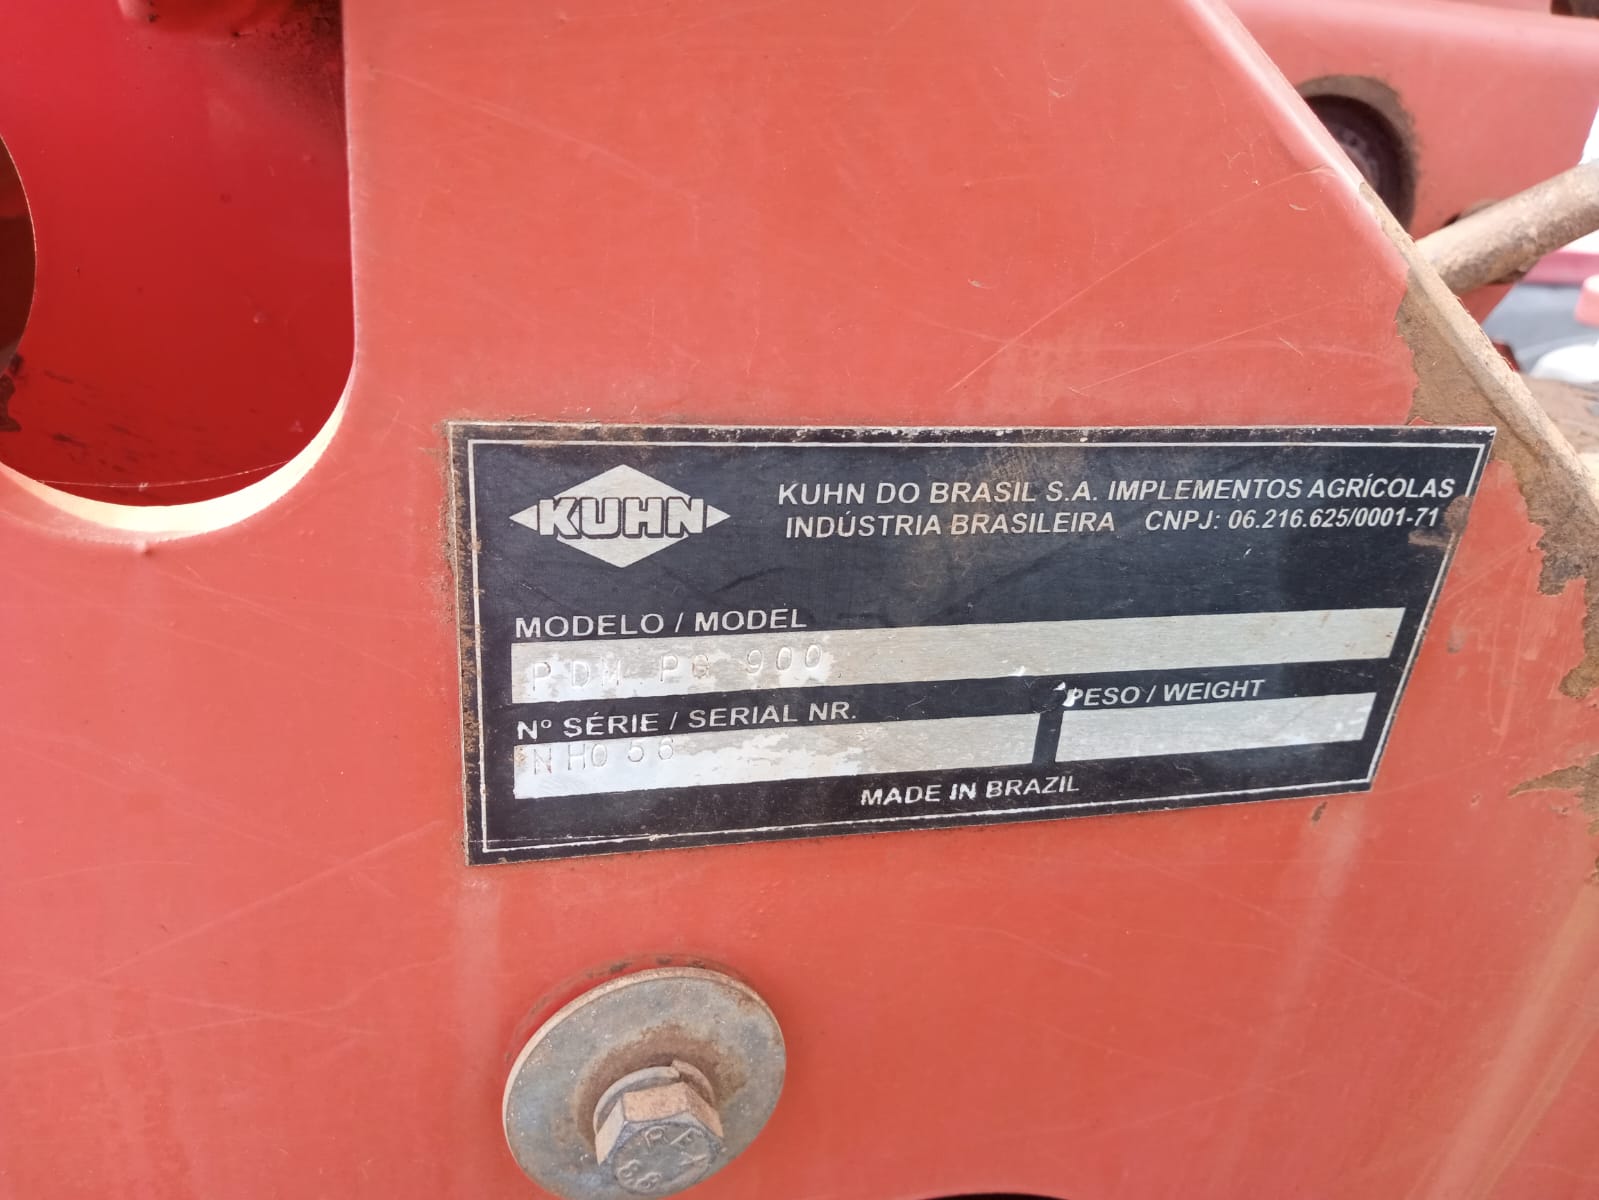 KUHN
KUHN DO BRASIL S.A. IMPLEMENTOS AGRÍCOLAS
INDÚSTRIA BRASILEIRA CNPJ: 06.216.625/0001-71
MODELO / MODEL
PDM PG 900
Nº SÉRIE / SERIAL NR.
NH056
PESO / WEIGHT
MADE IN BRAZIL